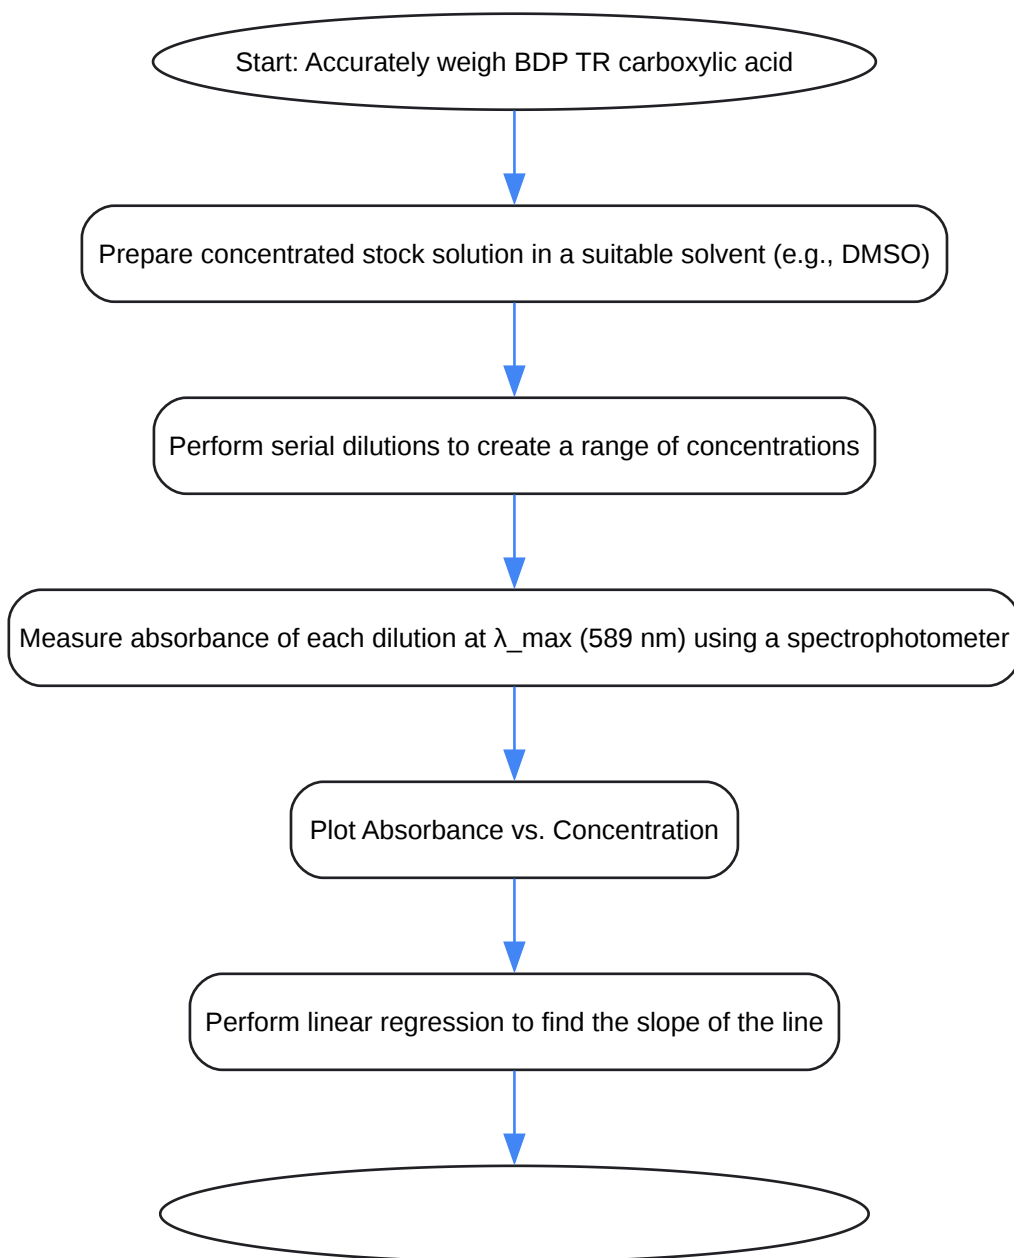 Start: Accurately weigh BDP TR carboxylic acid
Prepare concentrated stock solution in a suitable solvent (e.g., DMSO)
Perform serial dilutions to create a range of concentrations
Measure absorbance of each dilution at λ_max (589 nm) using a spectrophotometer
Plot Absorbance vs. Concentration
Perform linear regression to find the slope of the line